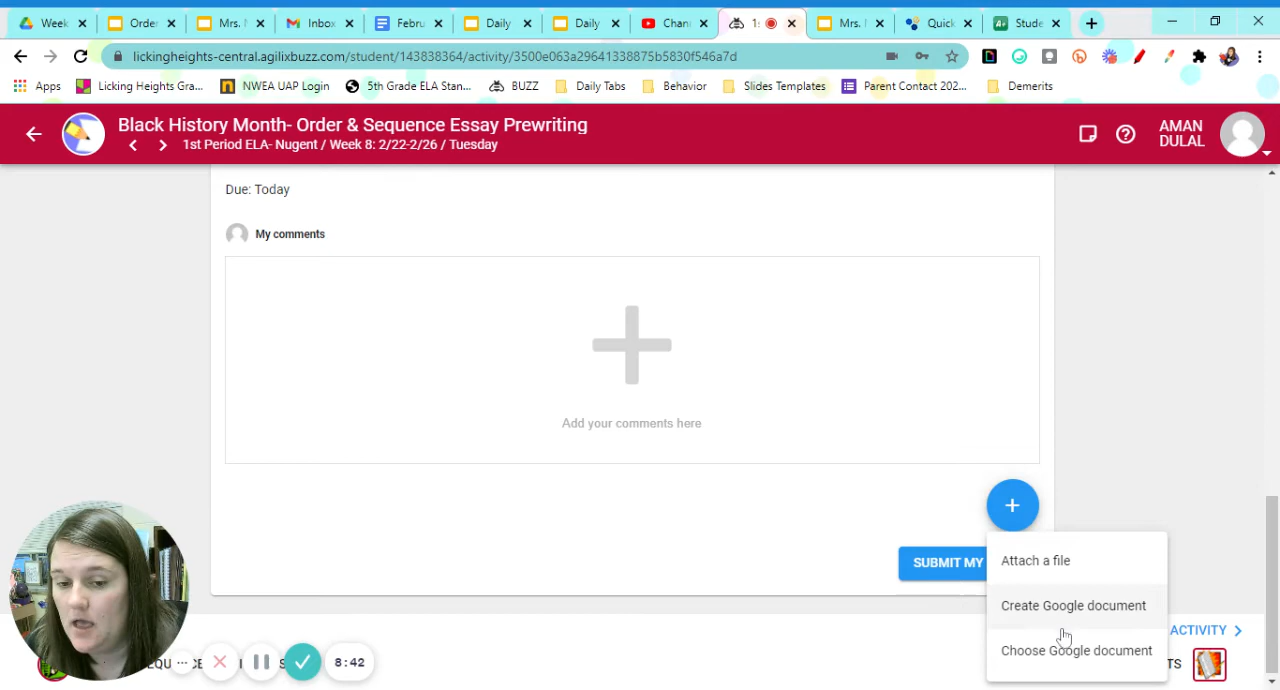 Week
Order
Mrs. N
Inbox
Febru
Daily
Daily
Chan
1s
Mrs. I
Quick
Stude
lickingheights-central.agilixbuzz.com/student/143838364/activity/3500e063a29641338875b5830f546a7d
Apps
Licking Heights Gra...
NWEA UAP Login
5th Grade ELA Stan...
BUZZ
Daily Tabs
Behavior
Slides Templates
Parent Contact 202...
Demerits
Black History Month- Order & Sequence Essay Prewriting
1st Period ELA- Nugent / Week 8: 2/22-2/26 / Tuesday
AMAN
DULAL
Due: Today
My comments
Add your comments here
SUBMIT MY
Attach a file
Create Google document
Choose Google document
ACTIVITY
8:42
TS